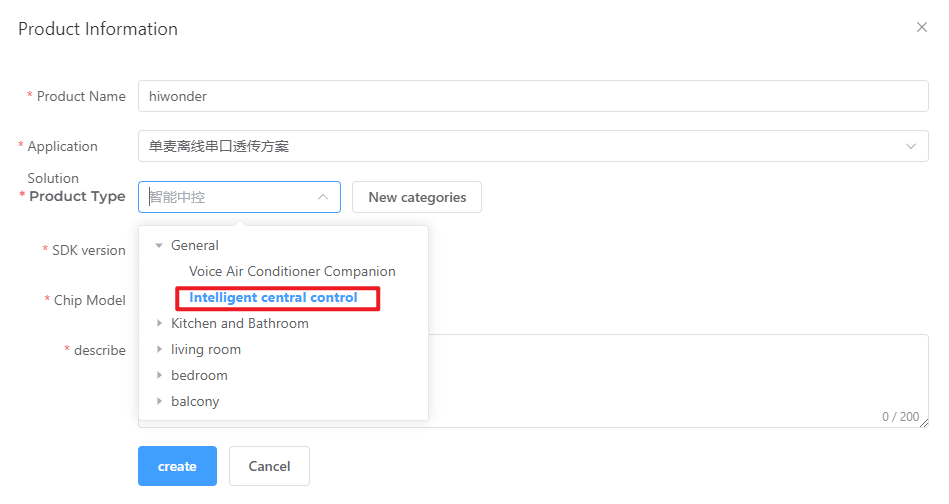 Product Information
* Product Name
hiwonder
* Application Solution
单麦离线串口透传方案
* Product Type
智能中控
New categories
General
Voice Air Conditioner Companion
Intelligent central control
Kitchen and Bathroom
living room
bedroom
balcony
* SDK version
* Chip Model
* describe
0 / 200
create
Cancel